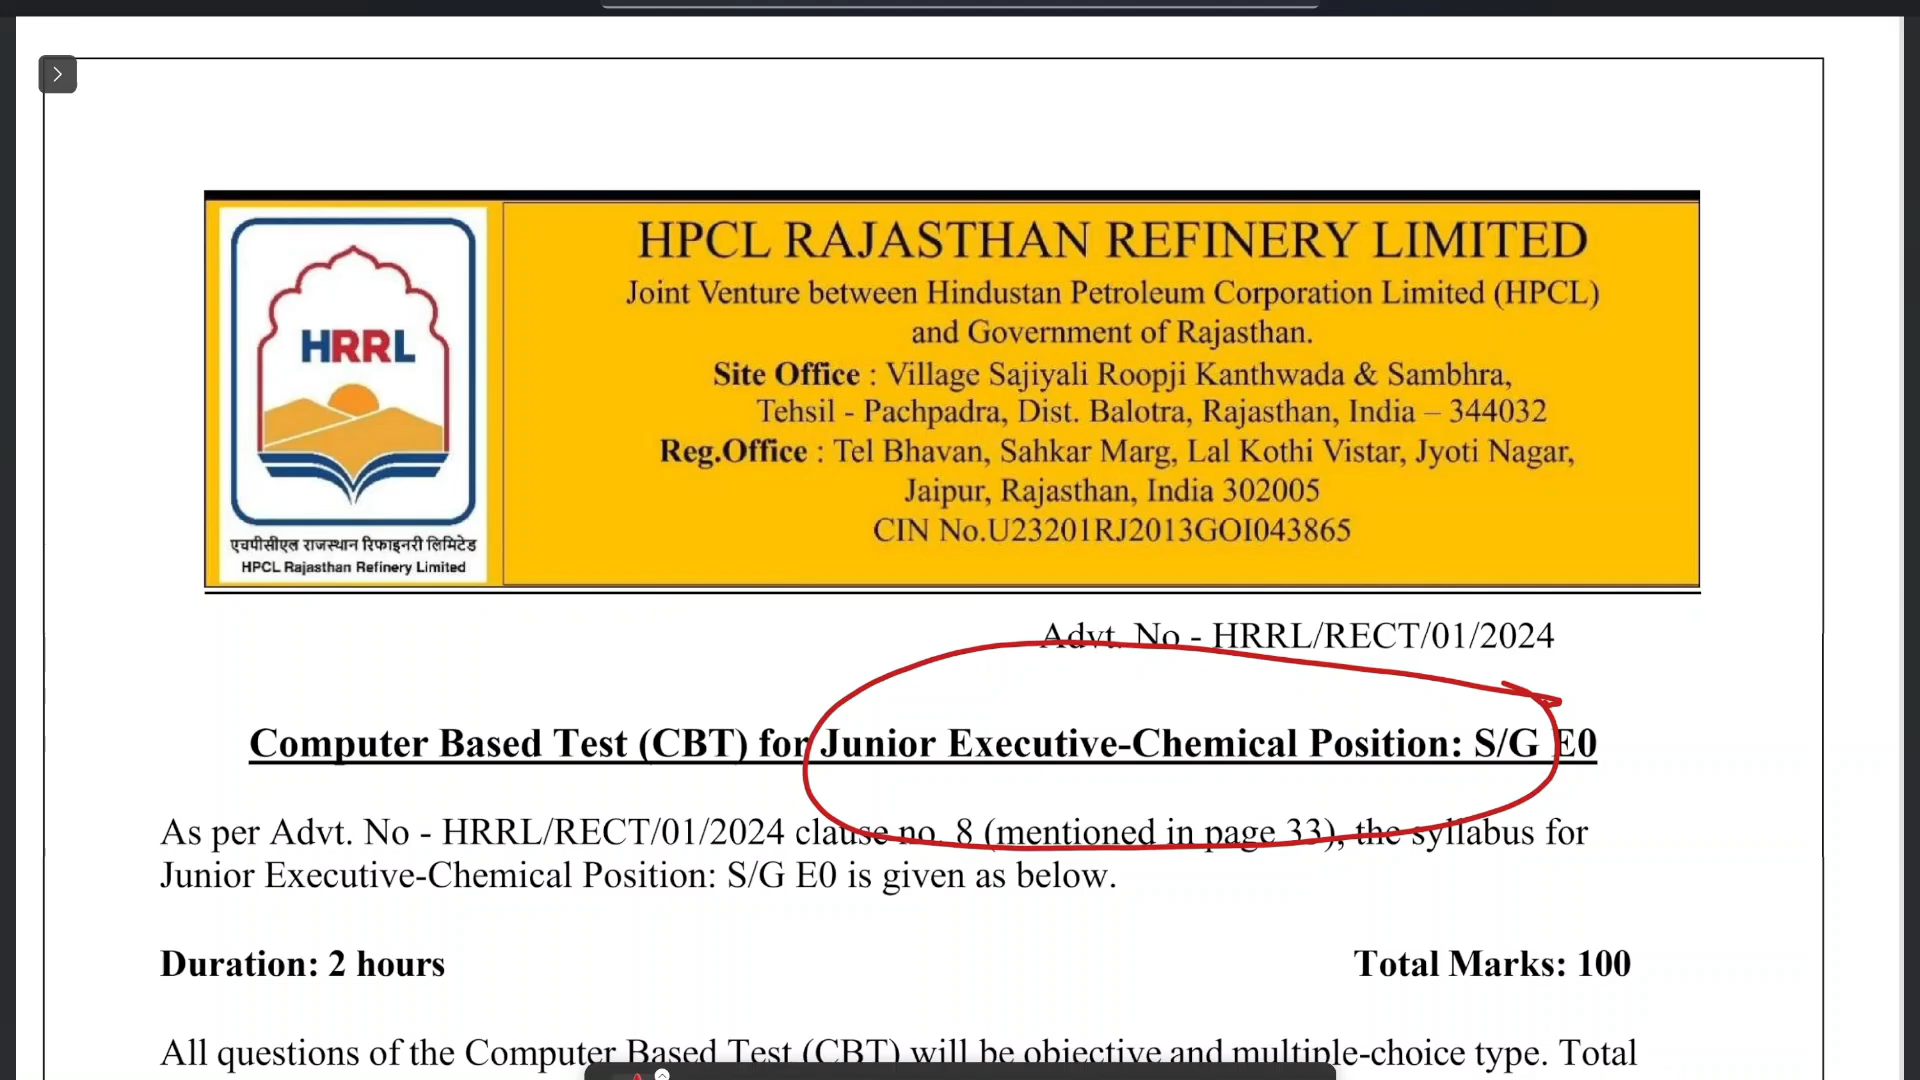 HRRL
एचपीसीएल राजस्थान रिफाइनरी लिमिटेड
HPCL Rajasthan Refinery Limited
HPCL RAJASTHAN REFINERY LIMITED
Joint Venture between Hindustan Petroleum Corporation Limited (HPCL)
and Government of Rajasthan.
Site Office : Village Sajiyali Roopji Kanthwada & Sambhra,
Tehsil - Pachpadra, Dist. Balotra, Rajasthan, India – 344032
Reg.Office : Tel Bhavan, Sahkar Marg, Lal Kothi Vistar, Jyoti Nagar,
Jaipur, Rajasthan, India 302005
CIN No.U23201RJ2013GOI043865
Advt. No - HRRL/RECT/01/2024
Computer Based Test (CBT) for Junior Executive-Chemical Position: S/G E0
As per Advt. No - HRRL/RECT/01/2024 clause no. 8 (mentioned in page 33), the syllabus for
Junior Executive-Chemical Position: S/G E0 is given as below.
Duration: 2 hours
Total Marks: 100
All questions of the Computer Based Test (CBT) will be objective and multiple-choice type. Total